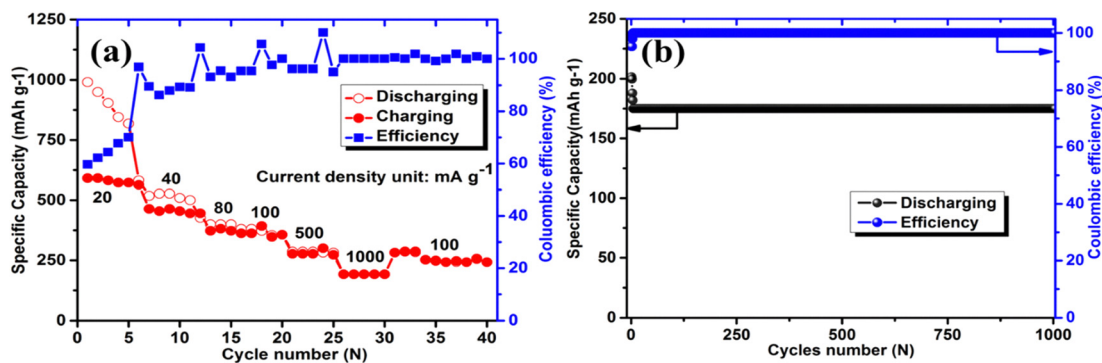 (a)
Specific Capacity (mAh g-1)
1250
1000
750
500
250
0
Discharging
Charging
Efficiency
Current density unit: mA g-1
20
40
80
100
500
1000
100
100
80
60
40
20
0
Coluombic efficiency (%)
0 5 10 15 20 25 30 35 40
Cycle number (N)
(b)
Specific Capacity(mAh g-1)
250
200
150
100
50
0
Discharging
Efficiency
100
80
60
40
20
0
Coulombic efficiency (%)
0 250 500 750 1000
Cycles number (N)